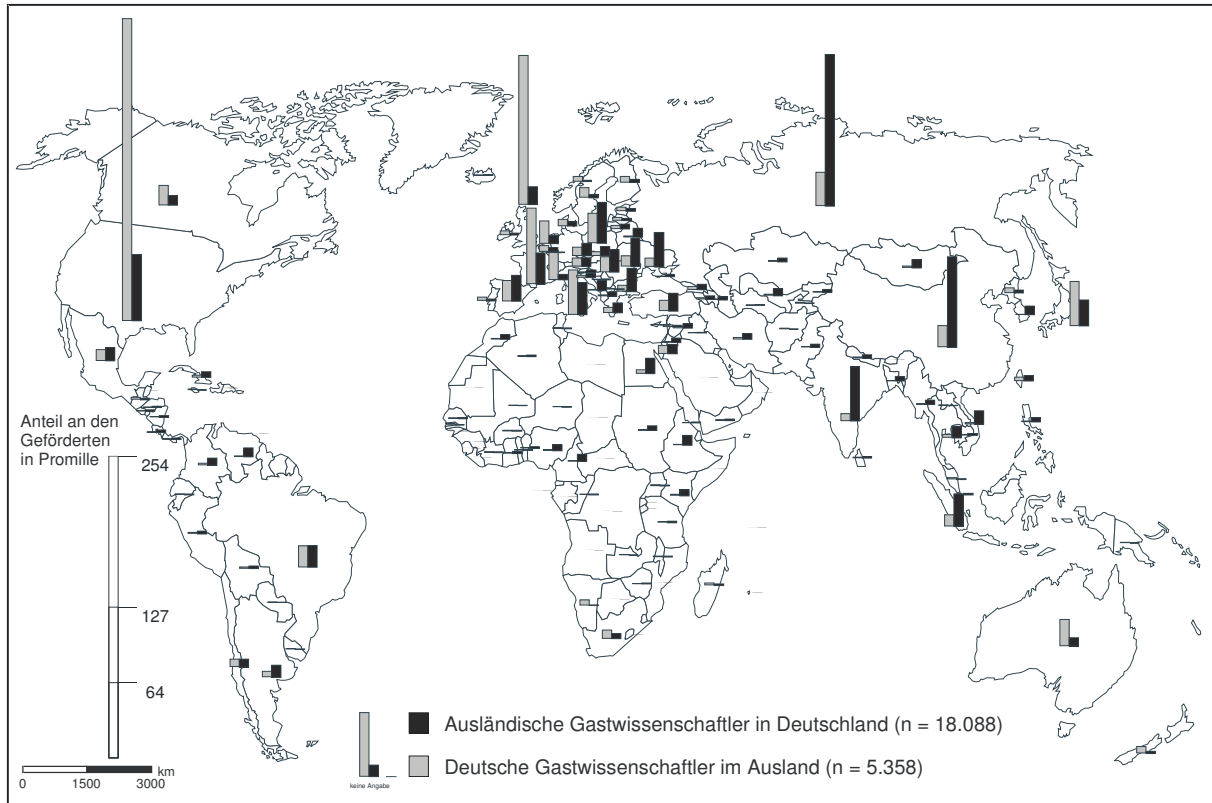 Anteil an den
Geförderten
in Promille
254
127
64
km
0 1500 3000
keine Angabe
Ausländische Gastwissenschaftler in Deutschland (n = 18.088)
Deutsche Gastwissenschaftler im Ausland (n = 5.358)